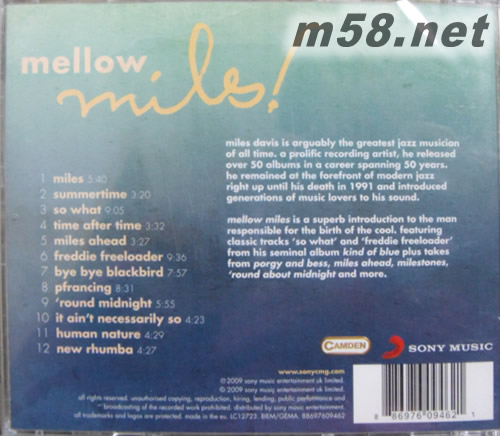 m58.net
mellow
miles!
miles davis is arguably the greatest jazz musician
of all time. a prolific recording artist, he released
over 50 albums in a career spanning 50 years.
he remained at the forefront of modern jazz
right up until his death in 1991 and introduced
generations of music lovers to his sound.
mellow miles is a superb introduction to the man
responsible for the birth of the cool. featuring
classic tracks 'so what' and 'freddie freeloader'
from his seminal album kind of blue plus takes
from porgy and bess, miles ahead, milestones,
'round about midnight and more.
1 miles 5:40
2 summertime 3:20
3 so what 9:05
4 time after time 3:32
5 miles ahead 3:27
6 freddie freeloader 9:36
7 bye bye blackbird 7:57
8 pfrancing 8:31
9 'round midnight 5:55
10 it ain't necessarily so 4:23
11 human nature 4:29
12 new rhumba 4:27
CAMDEN
SONY MUSIC
www.sonycmg.com
℗ 2009 sony music entertainment uk limited.
© 2009 sony music entertainment uk limited.
all rights reserved. unauthorised copying, reproduction, hiring, lending, public performance and
broadcasting of the recorded work prohibited. distributed by sony music entertainment.
all trademarks and logos are protected. made in the eu. LC12723. BIEM/GEMA. 88697609462
8 86976 09462 1